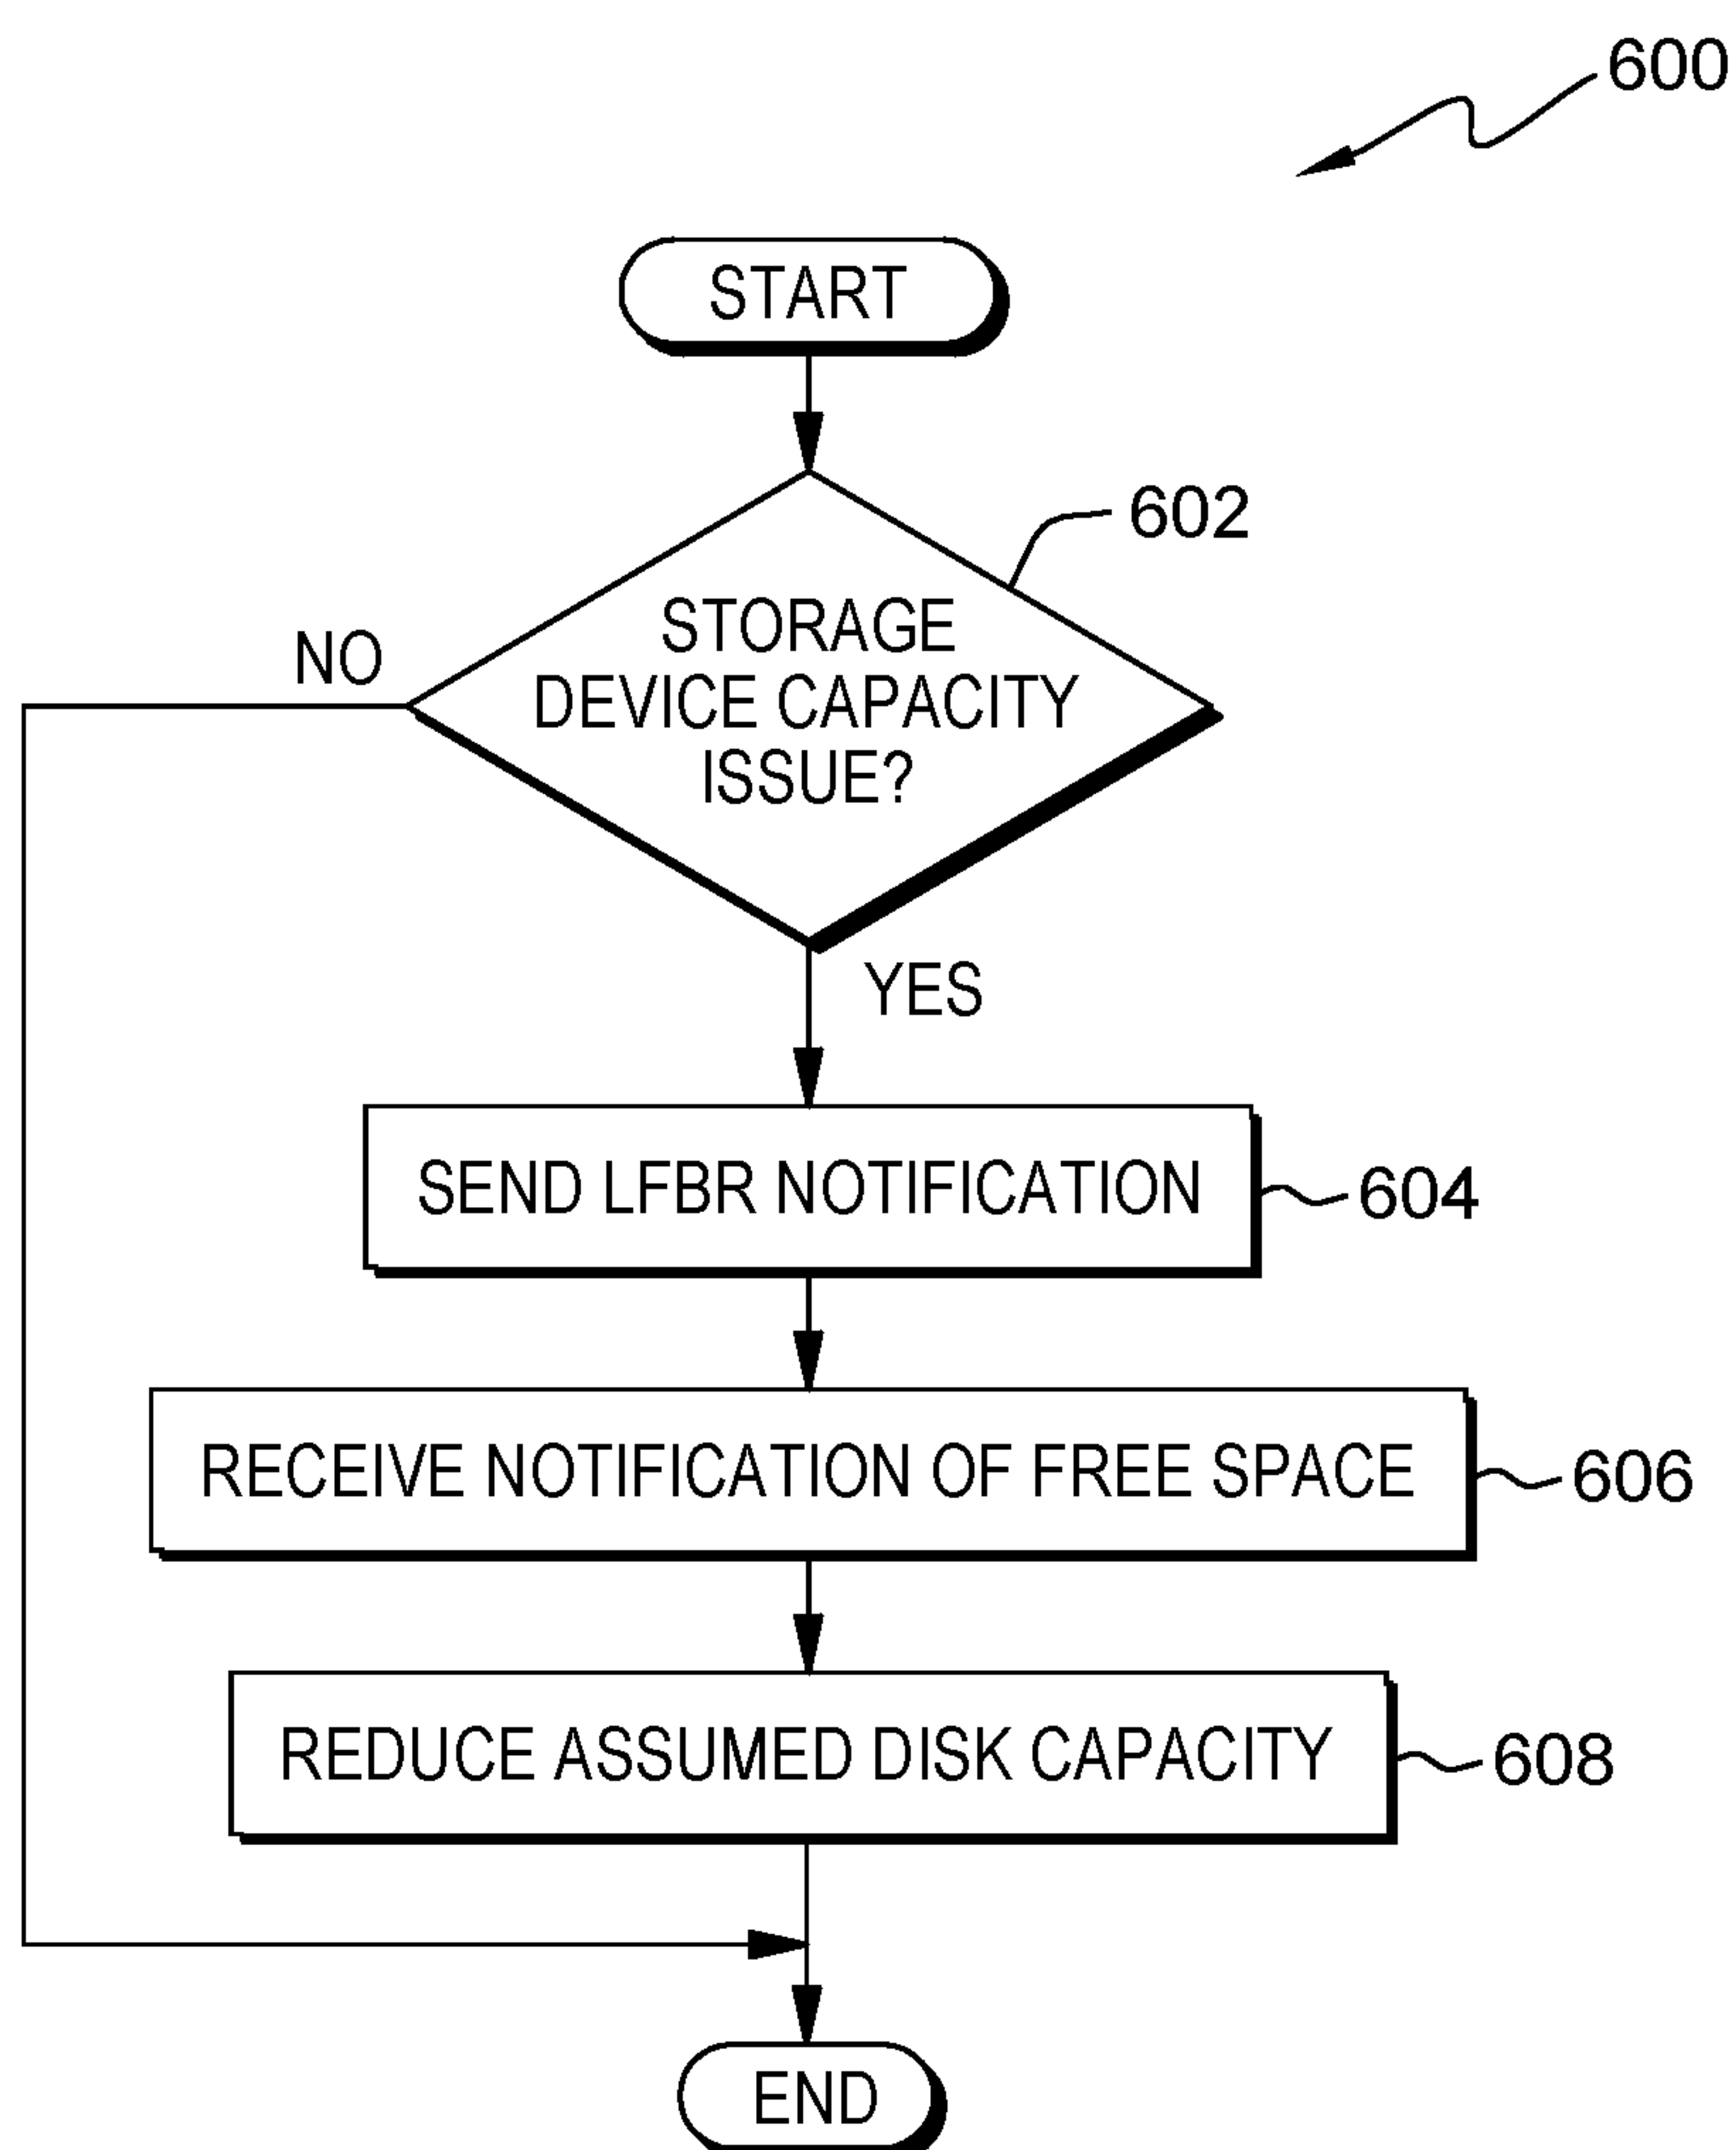 600
START
602
STORAGE
DEVICE CAPACITY
ISSUE?
NO
YES
SEND LFBR NOTIFICATION
604
RECEIVE NOTIFICATION OF FREE SPACE
606
REDUCE ASSUMED DISK CAPACITY
608
END